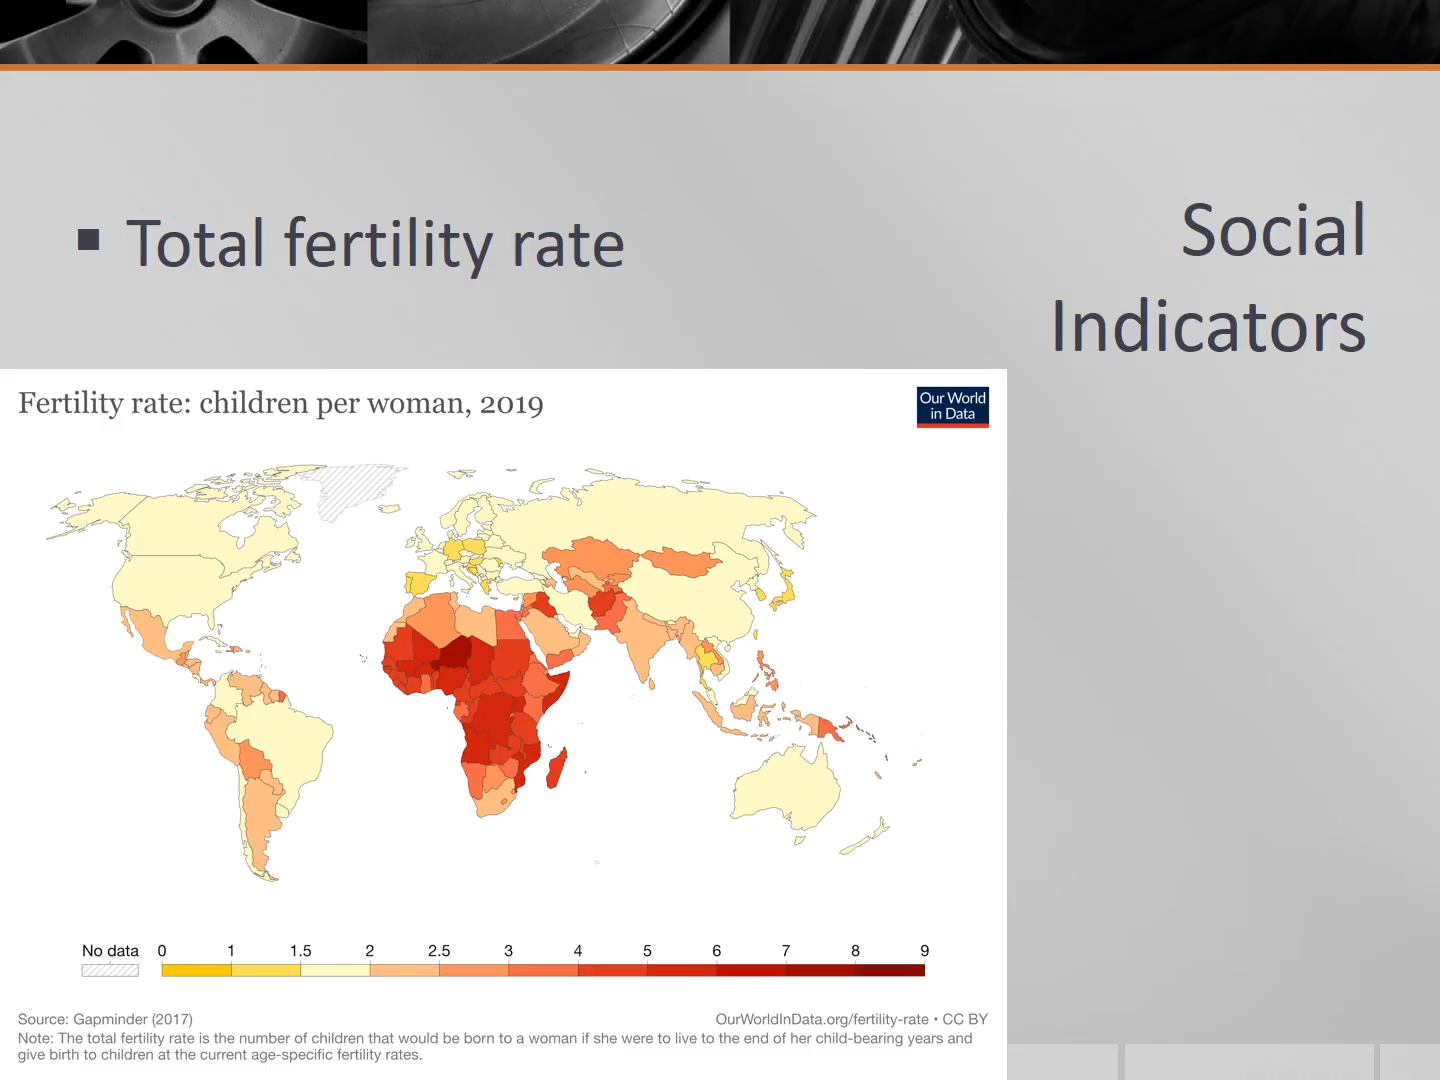 Social
Indicators
▪ Total fertility rate
Fertility rate: children per woman, 2019
Our World
in Data
No data 0 1 1.5 2 2.5 3 4 5 6 7 8 9
Source: Gapminder (2017)
OurWorldInData.org/fertility-rate • CC BY
Note: The total fertility rate is the number of children that would be born to a woman if she were to live to the end of her child-bearing years and
give birth to children at the current age-specific fertility rates.